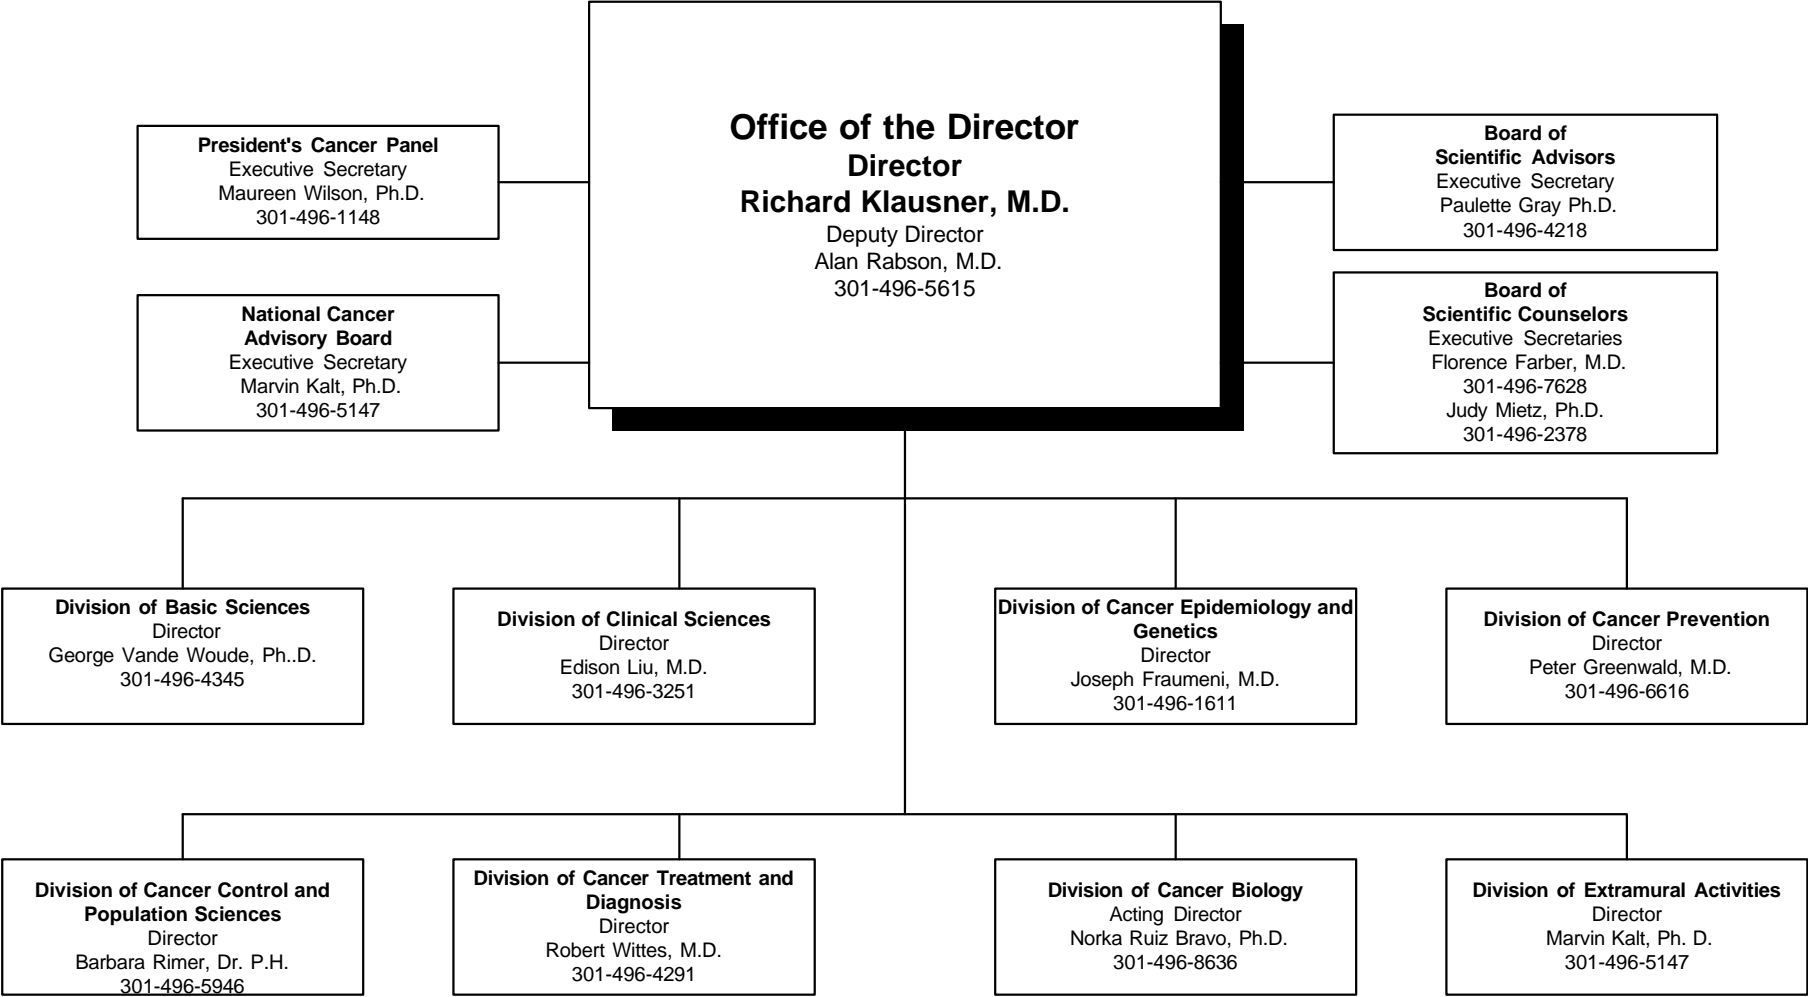 Office of the Director
Director
Richard Klausner, M.D.
Deputy Director
Alan Rabson, M.D.
301-496-5615
President's Cancer Panel
Executive Secretary
Maureen Wilson, Ph.D.
301-496-1148
National Cancer
Advisory Board
Executive Secretary
Marvin Kalt, Ph.D.
301-496-5147
Board of
Scientific Advisors
Executive Secretary
Paulette Gray Ph.D.
301-496-4218
Board of
Scientific Counselors
Executive Secretaries
Florence Farber, M.D.
301-496-7628
Judy Mietz, Ph.D.
301-496-2378
Division of Basic Sciences
Director
George Vande Woude, Ph..D.
301-496-4345
Division of Clinical Sciences
Director
Edison Liu, M.D.
301-496-3251
Division of Cancer Epidemiology and
Genetics
Director
Joseph Fraumeni, M.D.
301-496-1611
Division of Cancer Prevention
Director
Peter Greenwald, M.D.
301-496-6616
Division of Cancer Control and
Population Sciences
Director
Barbara Rimer, Dr. P.H.
301-496-5946
Division of Cancer Treatment and
Diagnosis
Director
Robert Wittes, M.D.
301-496-4291
Division of Cancer Biology
Acting Director
Norka Ruiz Bravo, Ph.D.
301-496-8636
Division of Extramural Activities
Director
Marvin Kalt, Ph. D.
301-496-5147